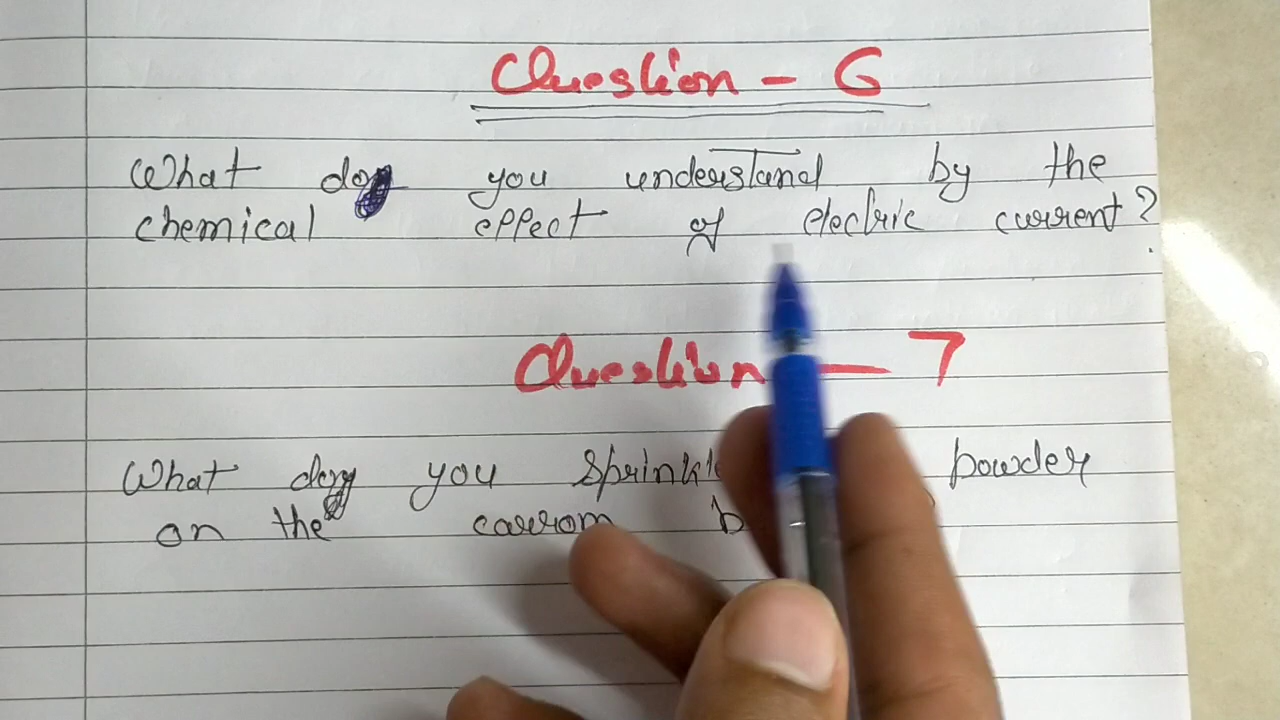 Question - 6
What do you understand by the
chemical effect of electric current?
Question - 7
What do you sprinkle powder
on the carrom